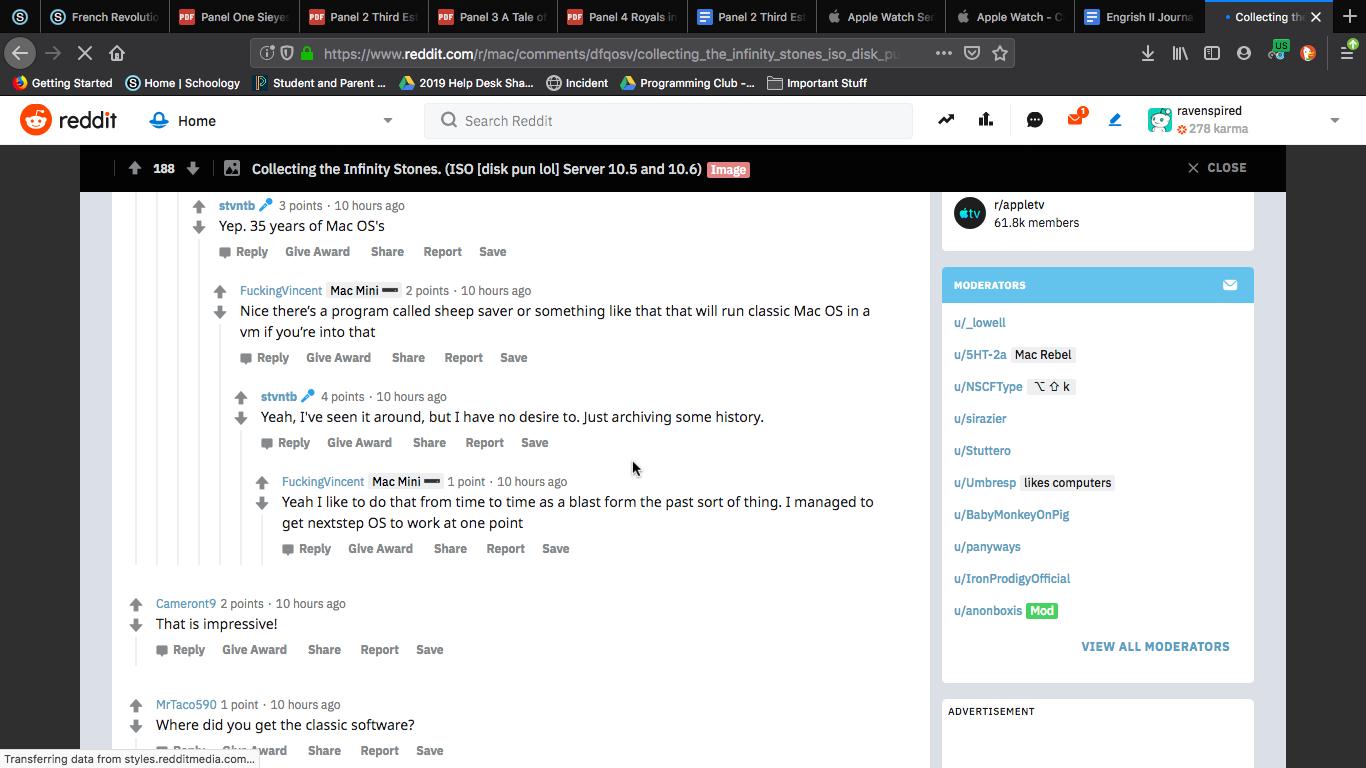 French Revolutio
Panel One Sieye
Panel 2 Third Est
Panel 3 A Tale of
Panel 4 Royals in
Panel 2 Third Est
Apple Watch Ser
Apple Watch - C
Engrish II Journa
Collecting the
https://www.reddit.com/r/mac/comments/dfqosv/collecting_the_infinity_stones_iso_disk_pu
US
Getting Started
Home | Schoology
Student and Parent ...
2019 Help Desk Sha...
Incident
Programming Club -...
Important Stuff
reddit
Home
Search Reddit
1
ravenspired
278 karma
188
Collecting the Infinity Stones. (ISO [disk pun lol] Server 10.5 and 10.6) Image
CLOSE
stvntb 3 points · 10 hours ago
Yep. 35 years of Mac OS's
Reply Give Award Share Report Save
FuckingVincent Mac Mini 2 points · 10 hours ago
Nice there's a program called sheep saver or something like that that will run classic Mac OS in a
vm if you're into that
Reply Give Award Share Report Save
stvntb 4 points · 10 hours ago
Yeah, I've seen it around, but I have no desire to. Just archiving some history.
Reply Give Award Share Report Save
FuckingVincent Mac Mini 1 point · 10 hours ago
Yeah I like to do that from time to time as a blast form the past sort of thing. I managed to
get nextstep OS to work at one point
Reply Give Award Share Report Save
Cameront9 2 points · 10 hours ago
That is impressive!
Reply Give Award Share Report Save
MrTaco590 1 point · 10 hours ago
Where did you get the classic software?
Reply Give Award Share Report Save
Transferring data from styles.redditmedia.com...
tv
r/appletv
61.8k members
MODERATORS
u/_lowell
u/5HT-2a Mac Rebel
u/NSCFType ⌥⇧k
u/sirazier
u/Stuttero
u/Umbresp likes computers
u/BabyMonkeyOnPig
u/panyways
u/IronProdigyOfficial
u/anonboxis Mod
VIEW ALL MODERATORS
ADVERTISEMENT